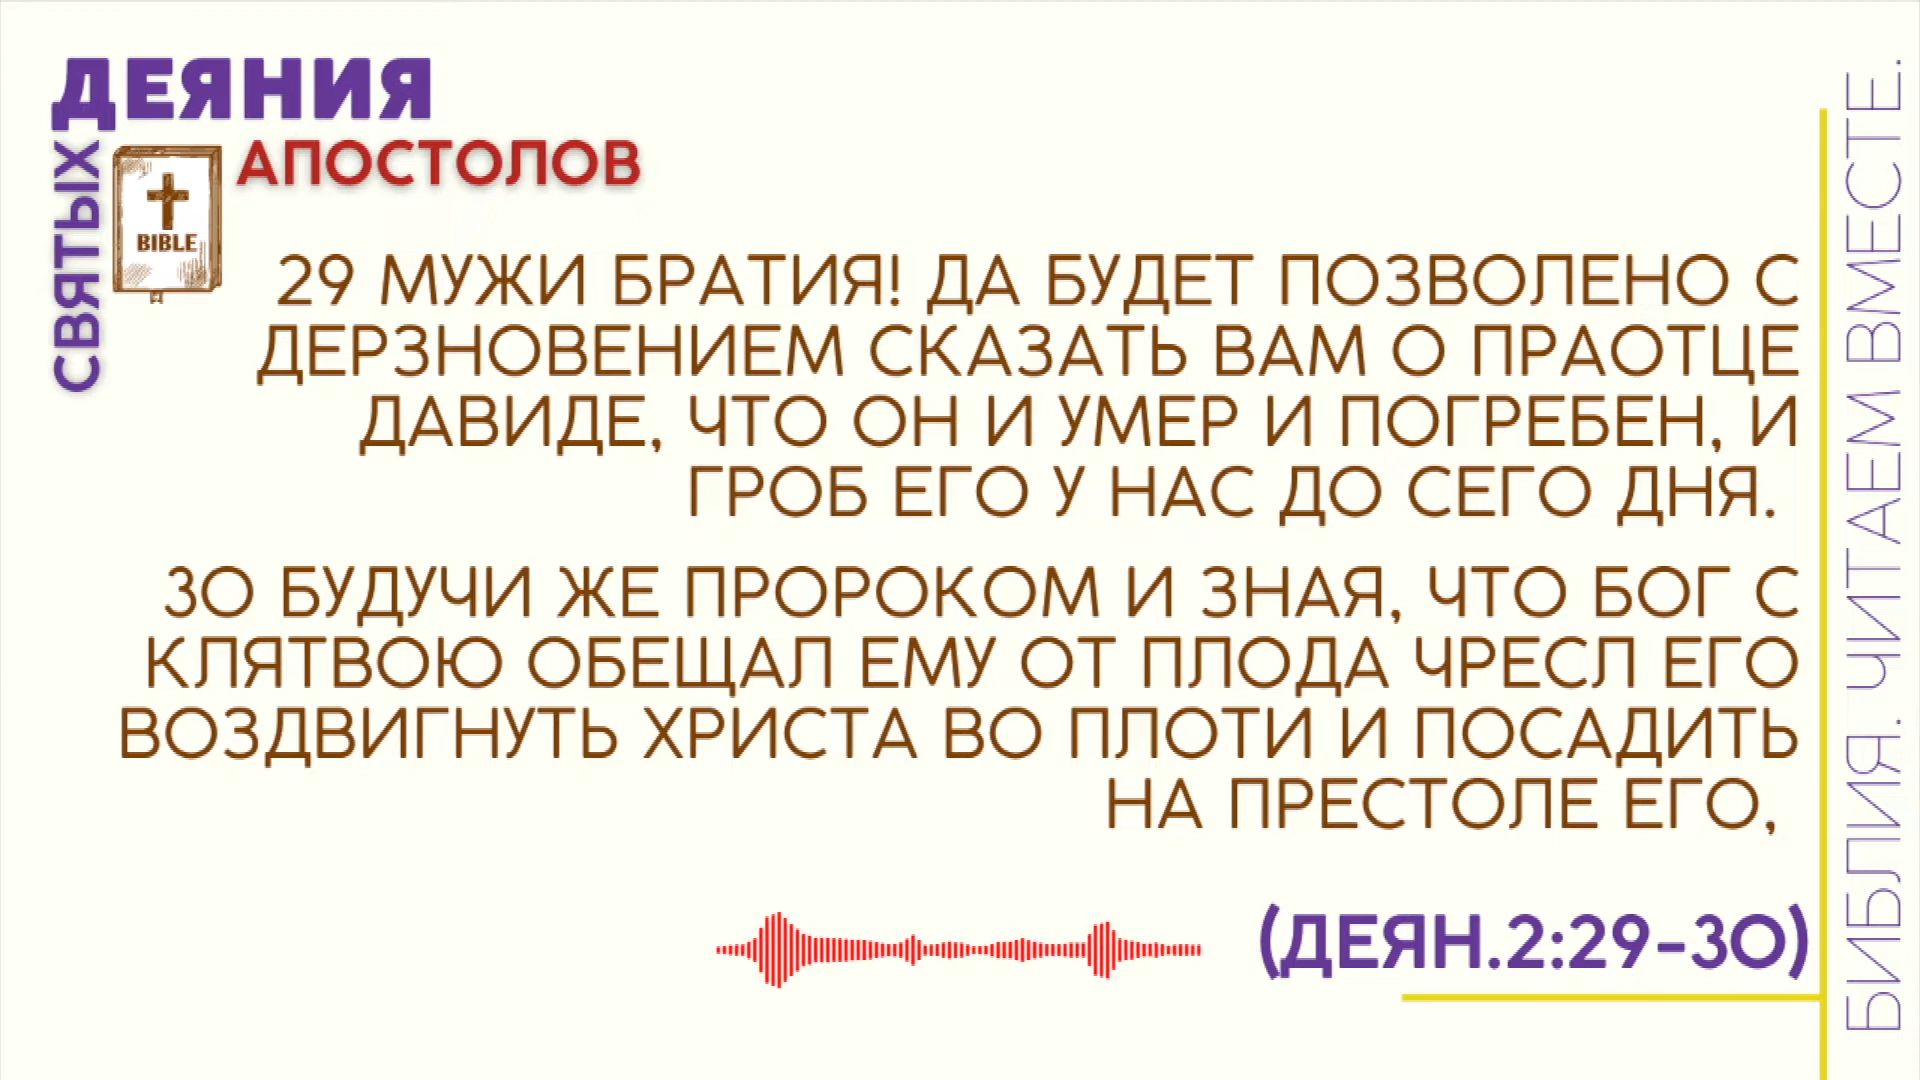 ДЕЯНИЯ
СВЯТЫХ
АПОСТОЛОВ
BIBLE
29 МУЖИ БРАТИЯ! ДА БУДЕТ ПОЗВОЛЕНО С
ДЕРЗНОВЕНИЕМ СКАЗАТЬ ВАМ О ПРАОТЦЕ
ДАВИДЕ, ЧТО ОН И УМЕР И ПОГРЕБЕН, И
ГРОБ ЕГО У НАС ДО СЕГО ДНЯ.
30 БУДУЧИ ЖЕ ПРОРОКОМ И ЗНАЯ, ЧТО БОГ С
КЛЯТВОЮ ОБЕЩАЛ ЕМУ ОТ ПЛОДА ЧРЕСЛ ЕГО
ВОЗДВИГНУТЬ ХРИСТА ВО ПЛОТИ И ПОСАДИТЬ
НА ПРЕСТОЛЕ ЕГО,
(ДЕЯН.2:29-30)
БИБЛИЯ. ЧИТАЕМ ВМЕСТЕ.